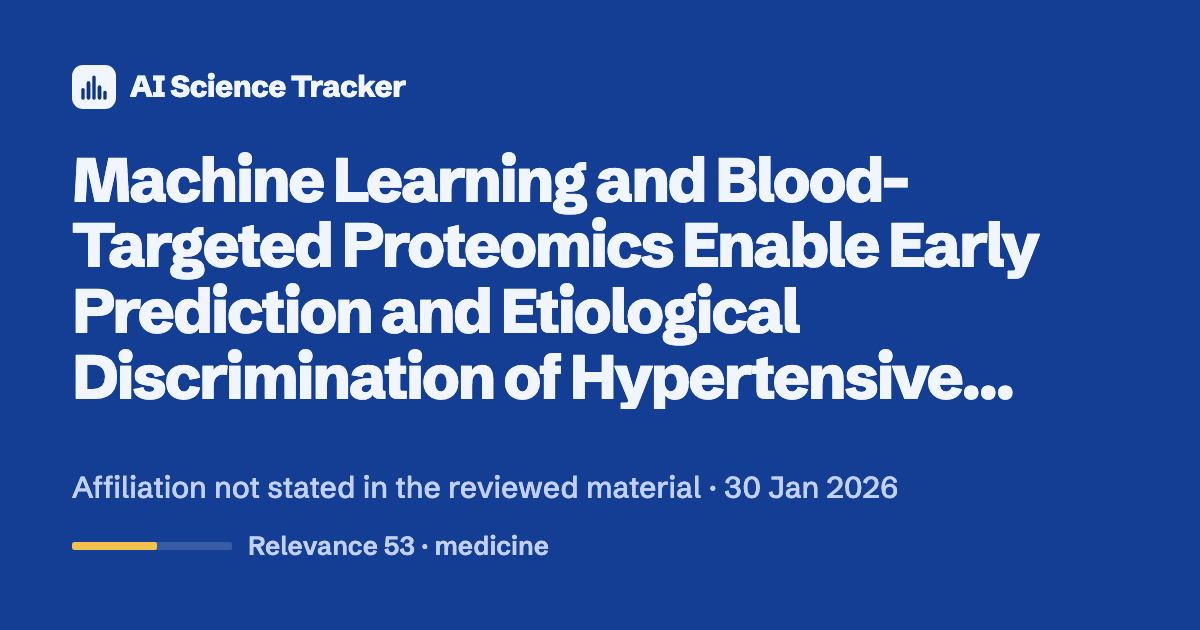 AI Science Tracker
Machine Learning and Blood-
Targeted Proteomics Enable Early
Prediction and Etiological
Discrimination of Hypertensive...
Affiliation not stated in the reviewed material · 30 Jan 2026
Relevance 53 · medicine